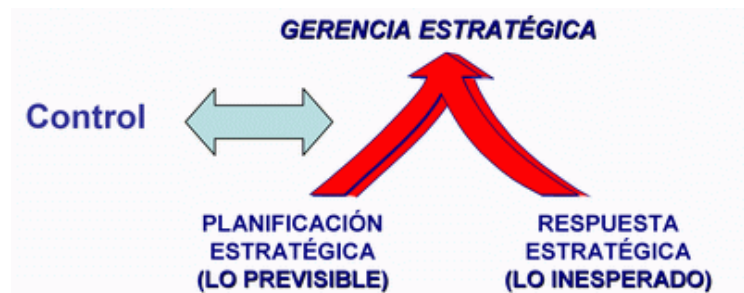 GERENCIA ESTRATÉGICA
Control
PLANIFICACIÓN
ESTRATÉGICA
(LO PREVISIBLE)
RESPUESTA
ESTRATÉGICA
(LO INESPERADO)